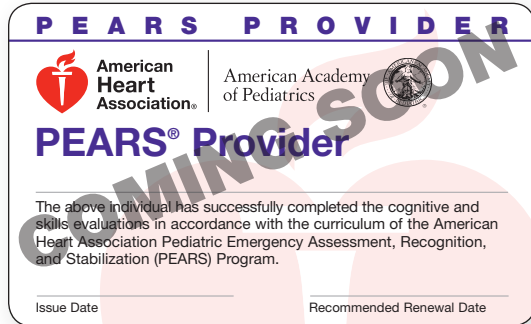 PEARS PROVIDER
American
Heart
Association®
American Academy
of Pediatrics
PEARS® Provider
COMING SOON
The above individual has successfully completed the cognitive and
skills evaluations in accordance with the curriculum of the American
Heart Association Pediatric Emergency Assessment, Recognition,
and Stabilization (PEARS) Program.
Issue Date
Recommended Renewal Date